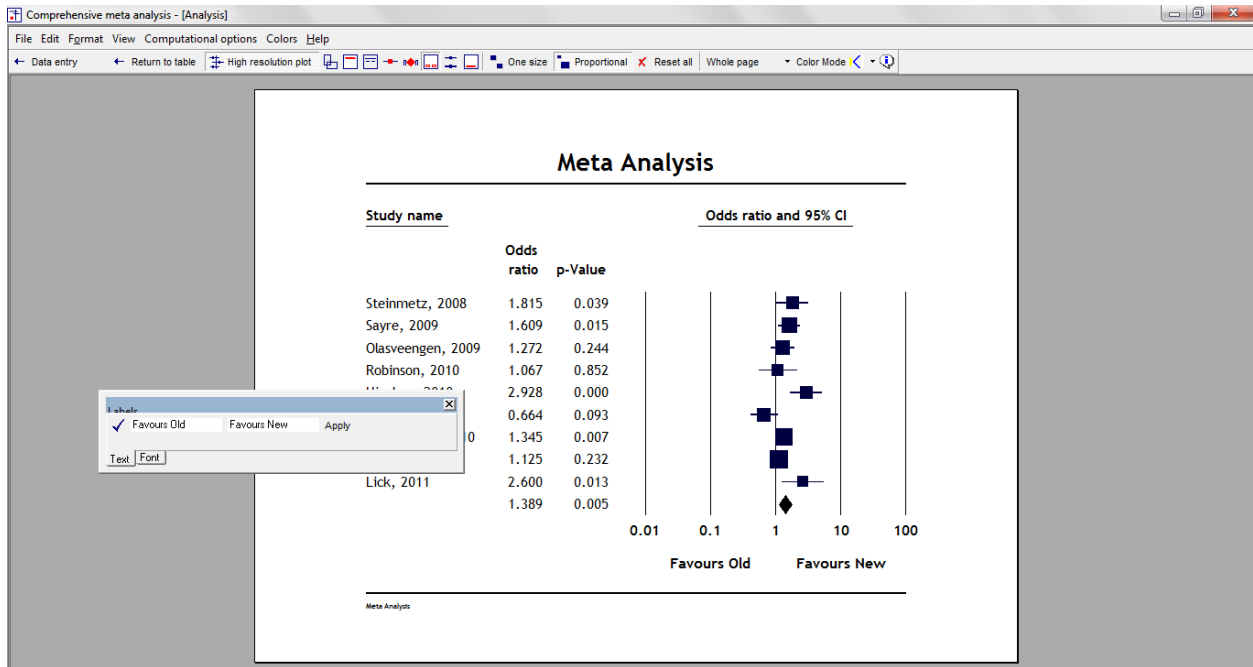 Comprehensive meta analysis - [Analysis]
File Edit Format View Computational options Colors Help
Data entry Return to table High resolution plot One size Proportional Reset all Whole page Color Mode
Meta Analysis
Study name Odds ratio and 95% CI
Odds
ratio p-Value
Steinmetz, 2008 1.815 0.039
Sayre, 2009 1.609 0.015
Olasveengen, 2009 1.272 0.244
Robinson, 2010 1.067 0.852
2.928 0.000
Labels
0.664 0.093
Favours Old Favours New Apply
10 1.345 0.007
Text Font
1.125 0.232
Lick, 2011 2.600 0.013
1.389 0.005
0.01 0.1 1 10 100
Favours Old Favours New
Meta Analysis